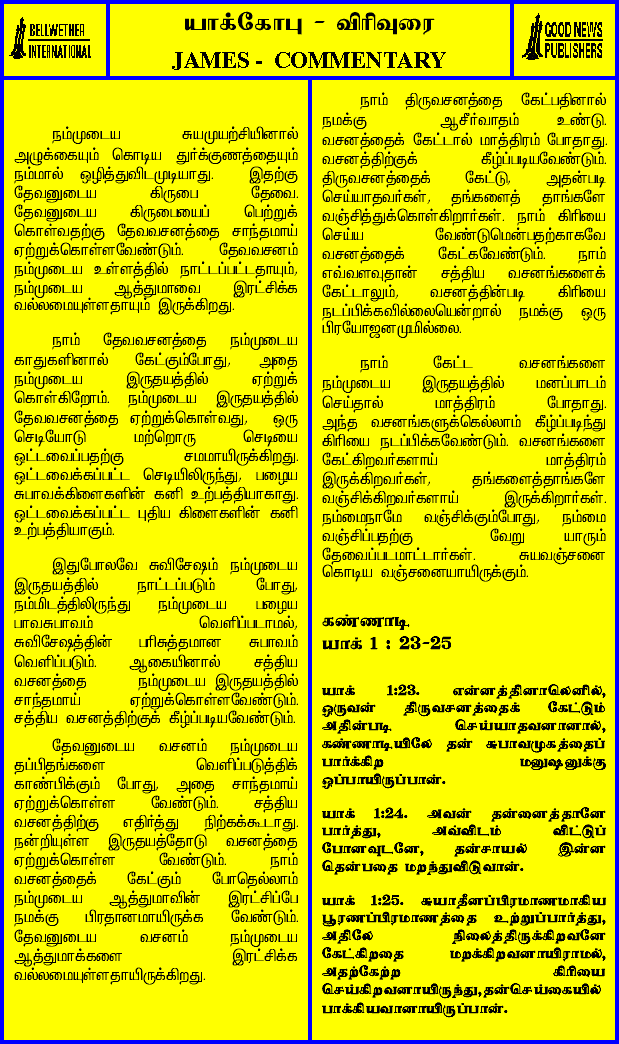 BELLWETHER
INTERNATIONAL
யாக்கோபு - விரிவுரை
JAMES - COMMENTARY
GOOD NEWS
PUBLISHERS
நம்முடைய சுயமுயற்சியினால்
அழுக்கையும் கொடிய துர்க்குணத்தையும்
நம்மால் ஒழித்துவிடமுடியாது. இதற்கு
தேவனுடைய கிருபை தேவை.
தேவனுடைய கிருபையைப் பெற்றுக்
கொள்வதற்கு தேவவசனத்தை சாந்தமாய்
ஏற்றுக்கொள்ளவேண்டும். தேவவசனம்
நம்முடைய உள்ளத்தில் நாட்டப்பட்டதாயும்,
நம்முடைய ஆத்துமாவை இரட்சிக்க
வல்லமையுள்ளதாயும் இருக்கிறது.
நாம் தேவவசனத்தை நம்முடைய
காதுகளினால் கேட்கும்போது, அதை
நம்முடைய இருதயத்தில் ஏற்றுக்
கொள்கிறோம். நம்முடைய இருதயத்தில்
தேவவசனத்தை ஏற்றுக்கொள்வது, ஒரு
செடியோடு மற்றொரு செடியை
ஒட்டவைப்பதற்கு சமமாயிருக்கிறது.
ஒட்டவைக்கப்பட்ட செடியிலிருந்து, பழைய
சுபாவக்கிளைகளின் கனி உற்பத்தியாகாது.
ஒட்டவைக்கப்பட்ட புதிய கிளைகளின் கனி
உற்பத்தியாகும்.
இதுபோலவே சுவிசேஷம் நம்முடைய
இருதயத்தில் நாட்டப்படும் போது,
நம்மிடத்திலிருந்து நம்முடைய பழைய
பாவசுபாவம் வெளிப்படாமல்,
சுவிசேஷத்தின் பரிசுத்தமான சுபாவம்
வெளிப்படும். ஆகையினால் சத்திய
வசனத்தை நம்முடைய இருதயத்தில்
சாந்தமாய் ஏற்றுக்கொள்ளவேண்டும்.
சத்திய வசனத்திற்குக் கீழ்ப்படியவேண்டும்.
தேவனுடைய வசனம் நம்முடைய
தப்பிதங்களை வெளிப்படுத்திக்
காண்பிக்கும் போது, அதை சாந்தமாய்
ஏற்றுக்கொள்ள வேண்டும். சத்திய
வசனத்திற்கு எதிர்த்து நிற்கக்கூடாது.
நன்றியுள்ள இருதயத்தோடு வசனத்தை
ஏற்றுக்கொள்ள வேண்டும். நாம்
வசனத்தைக் கேட்கும் போதெல்லாம்
நம்முடைய ஆத்துமாவின் இரட்சிப்பே
நமக்கு பிரதானமாயிருக்க வேண்டும்.
தேவனுடைய வசனம் நம்முடைய
ஆத்துமாக்களை இரட்சிக்க
வல்லமையுள்ளதாயிருக்கிறது.
நாம் திருவசனத்தை கேட்பதினால்
நமக்கு ஆசீர்வாதம் உண்டு.
வசனத்தைக் கேட்டால் மாத்திரம் போதாது.
வசனத்திற்குக் கீழ்ப்படியவேண்டும்.
திருவசனத்தைக் கேட்டு, அதன்படி
செய்யாதவர்கள், தங்களைத் தாங்களே
வஞ்சித்துக்கொள்கிறார்கள். நாம் கிரியை
செய்ய வேண்டுமென்பதற்காகவே
வசனத்தைக் கேட்கவேண்டும். நாம்
எவ்வளவுதான் சத்திய வசனங்களைக்
கேட்டாலும், வசனத்தின்படி கிரியை
நடப்பிக்கவில்லையென்றால் நமக்கு ஒரு
பிரயோஜனமுமில்லை.
நாம் கேட்ட வசனங்களை
நம்முடைய இருதயத்தில் மனப்பாடம்
செய்தால் மாத்திரம் போதாது.
அந்த வசனங்களுக்கெல்லாம் கீழ்ப்படிந்து
கிரியை நடப்பிக்கவேண்டும். வசனங்களை
கேட்கிறவர்களாய் மாத்திரம்
இருக்கிறவர்கள், தங்களைத்தாங்களே
வஞ்சிக்கிறவர்களாய் இருக்கிறார்கள்.
நம்மைநாமே வஞ்சிக்கும்போது, நம்மை
வஞ்சிப்பதற்கு வேறு யாரும்
தேவைப்படமாட்டார்கள். சுயவஞ்சனை
கொடிய வஞ்சனையாயிருக்கும்.
கண்ணாடி
யாக் 1 : 23-25
யாக் 1:23. என்னத்தினாலெனில்,
ஒருவன் திருவசனத்தைக் கேட்டும்
அதின்படி செய்யாதவனானால்,
கண்ணாடியிலே தன் சுபாவமுகத்தைப்
பார்க்கிற மனுஷனுக்கு
ஒப்பாயிருப்பான்.
யாக் 1:24. அவன் தன்னைத்தானே
பார்த்து, அவ்விடம் விட்டுப்
போனவுடனே, தன்சாயல் இன்ன
தென்பதை மறந்துவிடுவான்.
யாக் 1:25. சுயாதீனப்பிரமாணமாகிய
பூரணப்பிரமாணத்தை உற்றுப்பார்த்து,
அதிலே நிலைத்திருக்கிறவனே
கேட்கிறதை மறக்கிறவனாயிராமல்,
அதற்கேற்ற கிரியை
செய்கிறவனாயிருந்து,தன்செய்கையில்
பாக்கியவானாயிருப்பான்.